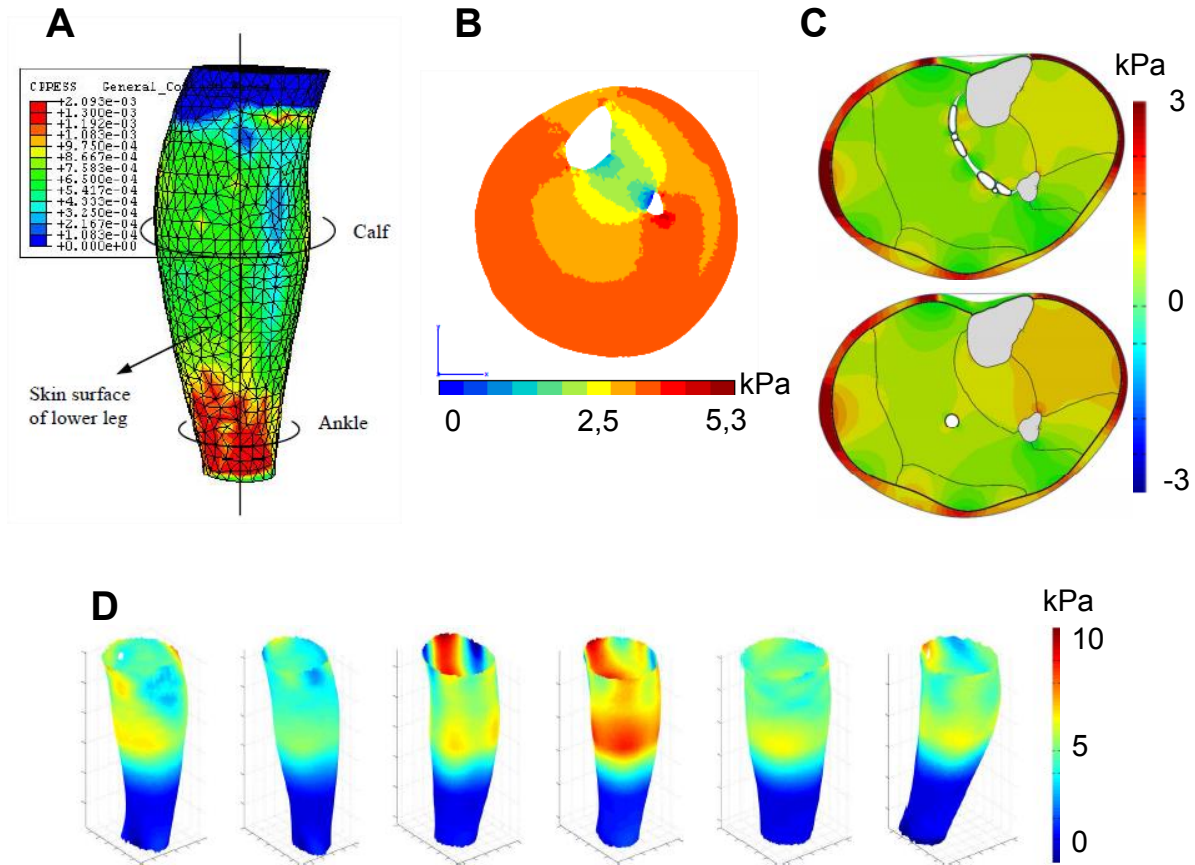 A
CPRESS General_Co
+2.093e-03
+1.300e-03
+1.192e-03
+1.083e-03
+9.750e-04
+8.667e-04
+7.583e-04
+6.500e-04
+5.417e-04
+4.333e-04
+3.250e-04
+2.167e-04
+1.083e-04
+0.000e+00
Calf
Skin surface
of lower leg
Ankle
B
kPa
0 2,5 5,3
C
kPa
3
0
-3
D
kPa
10
5
0